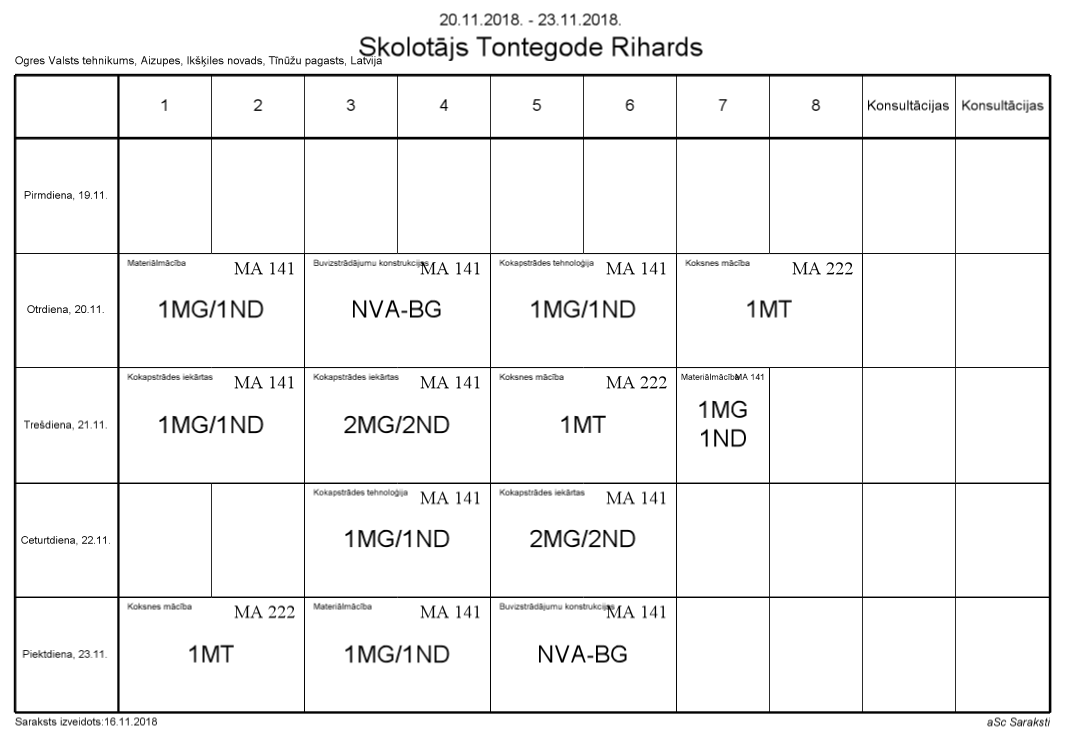 20.11.2018. - 23.11.2018.
Skolotājs Tontegode Rihards
Ogres Valsts tehnikums, Aizupes, Ikšķiles novads, Tīnūžu pagasts, Latvija
1 2 3 4 5 6 7 8 Konsultācijas Konsultācijas
Pirmdiena, 19.11.
Materiālmācība MA 141 Buvizstrādājumu konstrukcijas MA 141 Kokapstrādes tehnoloģija MA 141 Koksnes mācība MA 222
Otrdiena, 20.11. 1MG/1ND NVA-BG 1MG/1ND 1MT
Kokapstrādes iekārtas MA 141 Kokapstrādes iekārtas MA 141 Koksnes mācība MA 222 Materiālmācība MA 141
Trešdiena, 21.11. 1MG/1ND 2MG/2ND 1MT 1MG
1ND
Kokapstrādes tehnoloģija MA 141 Kokapstrādes iekārtas MA 141
Ceturtdiena, 22.11. 1MG/1ND 2MG/2ND
Koksnes mācība MA 222 Materiālmācība MA 141 Buvizstrādājumu konstrukcijas MA 141
Piektdiena, 23.11. 1MT 1MG/1ND NVA-BG
Saraksts izveidots:16.11.2018 aSc Saraksti